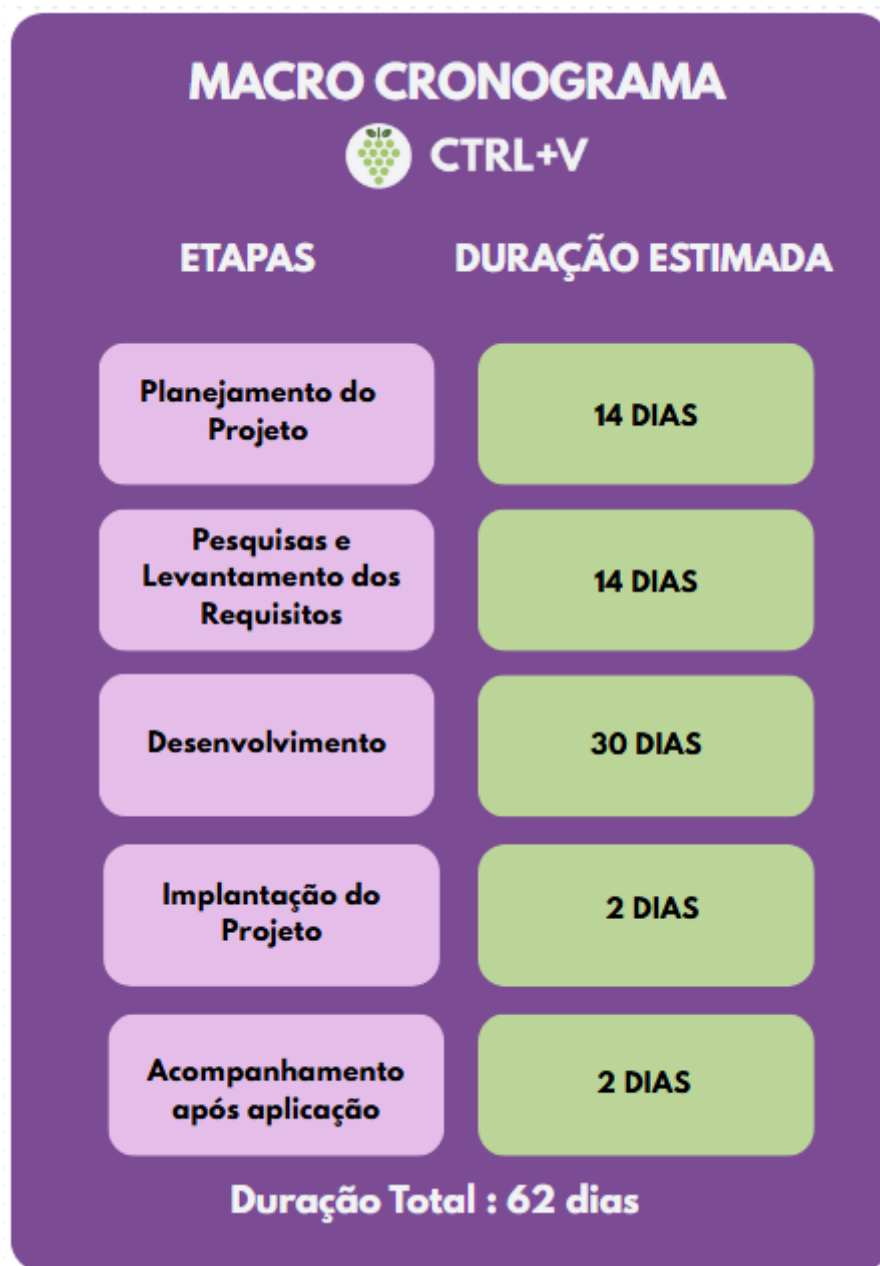 MACRO CRONOGRAMA
CTRL+V
ETAPAS
DURAÇÃO ESTIMADA
Planejamento do
Projeto
14 DIAS
Pesquisas e
Levantamento dos
Requisitos
14 DIAS
Desenvolvimento
30 DIAS
Implantação do
Projeto
2 DIAS
Acompanhamento
após aplicação
2 DIAS
Duração Total : 62 dias